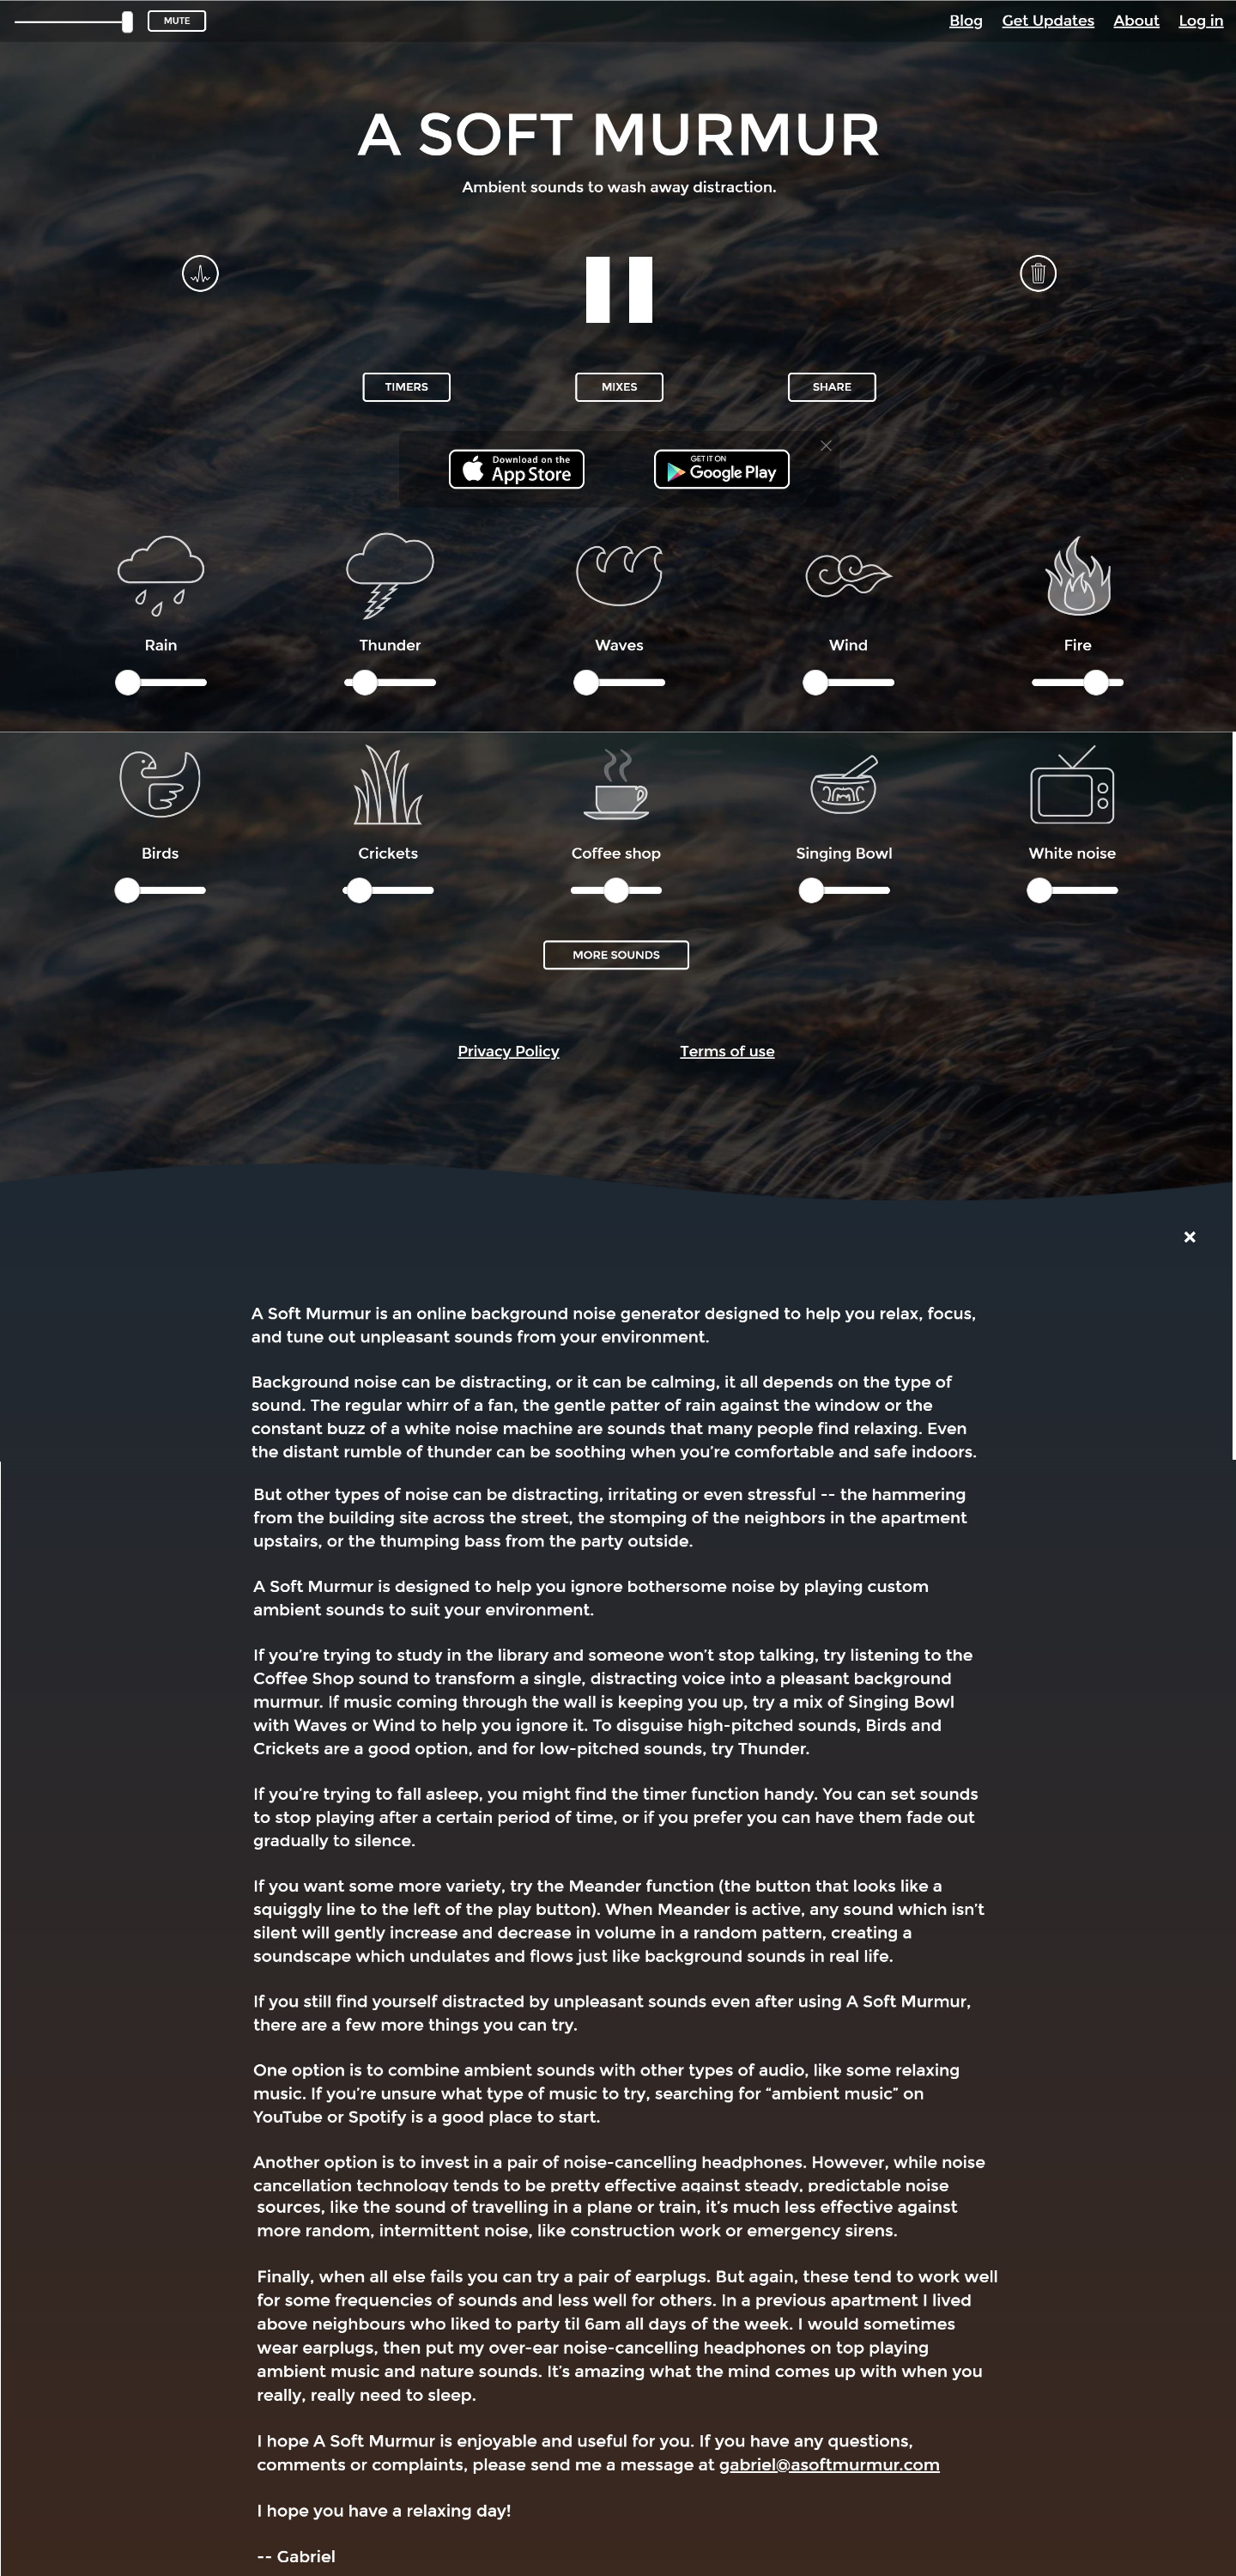 MUTE
Blog Get Updates About Log in
A SOFT MURMUR
Ambient sounds to wash away distraction.
TIMERS MIXES SHARE
Download on the
App Store
GET IT ON
Google Play
Rain Thunder Waves Wind Fire
Birds Crickets Coffee shop Singing Bowl White noise
MORE SOUNDS
Privacy Policy Terms of use
A Soft Murmur is an online background noise generator designed to help you relax, focus,
and tune out unpleasant sounds from your environment.
Background noise can be distracting, or it can be calming, it all depends on the type of
sound. The regular whirr of a fan, the gentle patter of rain against the window or the
constant buzz of a white noise machine are sounds that many people find relaxing. Even
the distant rumble of thunder can be soothing when you’re comfortable and safe indoors.
But other types of noise can be distracting, irritating or even stressful -- the hammering
from the building site across the street, the stomping of the neighbors in the apartment
upstairs, or the thumping bass from the party outside.
A Soft Murmur is designed to help you ignore bothersome noise by playing custom
ambient sounds to suit your environment.
If you’re trying to study in the library and someone won’t stop talking, try listening to the
Coffee Shop sound to transform a single, distracting voice into a pleasant background
murmur. If music coming through the wall is keeping you up, try a mix of Singing Bowl
with Waves or Wind to help you ignore it. To disguise high-pitched sounds, Birds and
Crickets are a good option, and for low-pitched sounds, try Thunder.
If you’re trying to fall asleep, you might find the timer function handy. You can set sounds
to stop playing after a certain period of time, or if you prefer you can have them fade out
gradually to silence.
If you want some more variety, try the Meander function (the button that looks like a
squiggly line to the left of the play button). When Meander is active, any sound which isn’t
silent will gently increase and decrease in volume in a random pattern, creating a
soundscape which undulates and flows just like background sounds in real life.
If you still find yourself distracted by unpleasant sounds even after using A Soft Murmur,
there are a few more things you can try.
One option is to combine ambient sounds with other types of audio, like some relaxing
music. If you’re unsure what type of music to try, searching for “ambient music” on
YouTube or Spotify is a good place to start.
Another option is to invest in a pair of noise-cancelling headphones. However, while noise
cancellation technology tends to be pretty effective against steady, predictable noise
sources, like the sound of travelling in a plane or train, it’s much less effective against
more random, intermittent noise, like construction work or emergency sirens.
Finally, when all else fails you can try a pair of earplugs. But again, these tend to work well
for some frequencies of sounds and less well for others. In a previous apartment I lived
above neighbours who liked to party til 6am all days of the week. I would sometimes
wear earplugs, then put my over-ear noise-cancelling headphones on top playing
ambient music and nature sounds. It’s amazing what the mind comes up with when you
really, really need to sleep.
I hope A Soft Murmur is enjoyable and useful for you. If you have any questions,
comments or complaints, please send me a message at gabriel@asoftmurmur.com
I hope you have a relaxing day!
-- Gabriel